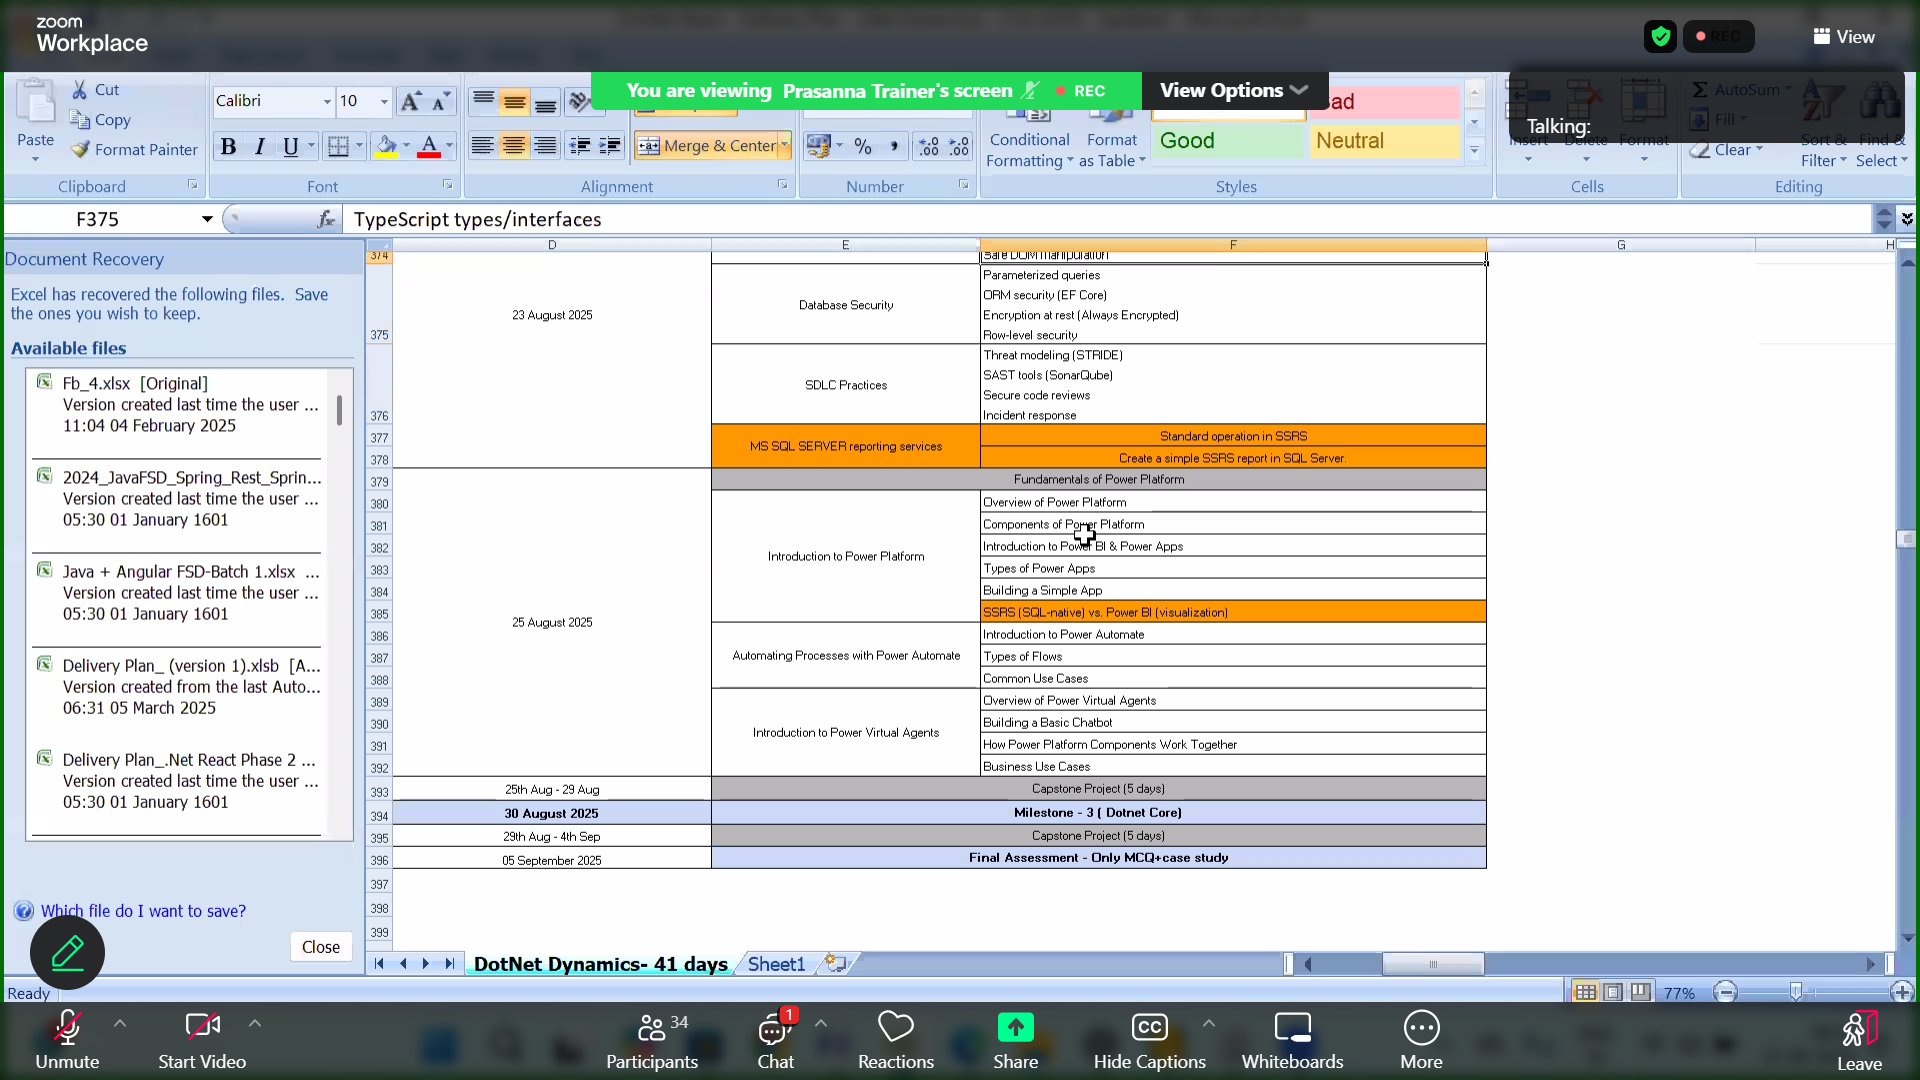 zoom
Workplace
REC
View
You are viewing Prasanna Trainer's screen REC
View Options
Talking:
Cut
Copy
Format Painter
Paste
Clipboard
Calibri
10
B I U
Font
Merge & Center
Alignment
%
Number
Conditional
Formatting
Format
as Table
Good
Neutral
Styles
Insert
Delete
Format
Cells
AutoSum
Fill
Clear
Sort &
Filter
Find &
Select
Editing
F375
fx
TypeScript types/interfaces
Document Recovery
Excel has recovered the following files. Save
the ones you wish to keep.
Available files
Fb_4.xlsx [Original]
Version created last time the user ...
11:04 04 February 2025
2024_JavaFSD_Spring_Rest_Sprin...
Version created last time the user ...
05:30 01 January 1601
Java + Angular FSD-Batch 1.xlsx ...
Version created last time the user ...
05:30 01 January 1601
Delivery Plan_ (version 1).xlsb [A...
Version created from the last Auto...
06:31 05 March 2025
Delivery Plan_.Net React Phase 2 ...
Version created last time the user ...
05:30 01 January 1601
Which file do I want to save?
Close
D E F G H
374 Safe DOM manipulation
23 August 2025
Database Security
Parameterized queries
ORM security (EF Core)
Encryption at rest (Always Encrypted)
375 Row-level security
SDLC Practices
Threat modeling (STRIDE)
SAST tools (SonarQube)
Secure code reviews
376 Incident response
MS SQL SERVER reporting services
377 Standard operation in SSRS
378 Create a simple SSRS report in SQL Server.
25 August 2025
379 Fundamentals of Power Platform
Introduction to Power Platform
380 Overview of Power Platform
381 Components of Power Platform
382 Introduction to Power BI & Power Apps
383 Types of Power Apps
384 Building a Simple App
385 SSRS (SQL-native) vs. Power BI (visualization)
Automating Processes with Power Automate
386 Introduction to Power Automate
387 Types of Flows
388 Common Use Cases
Introduction to Power Virtual Agents
389 Overview of Power Virtual Agents
390 Building a Basic Chatbot
391 How Power Platform Components Work Together
392 Business Use Cases
393 25th Aug - 29 Aug Capstone Project (5 days)
394 30 August 2025 Milestone - 3 ( Dotnet Core)
395 29th Aug - 4th Sep Capstone Project (5 days)
396 05 September 2025 Final Assessment - Only MCQ+case study
397
398
399
DotNet Dynamics- 41 days
Sheet1
Ready
77%
Unmute
Start Video
34
Participants
1
Chat
Reactions
Share
CC
Hide Captions
Whiteboards
More
Leave